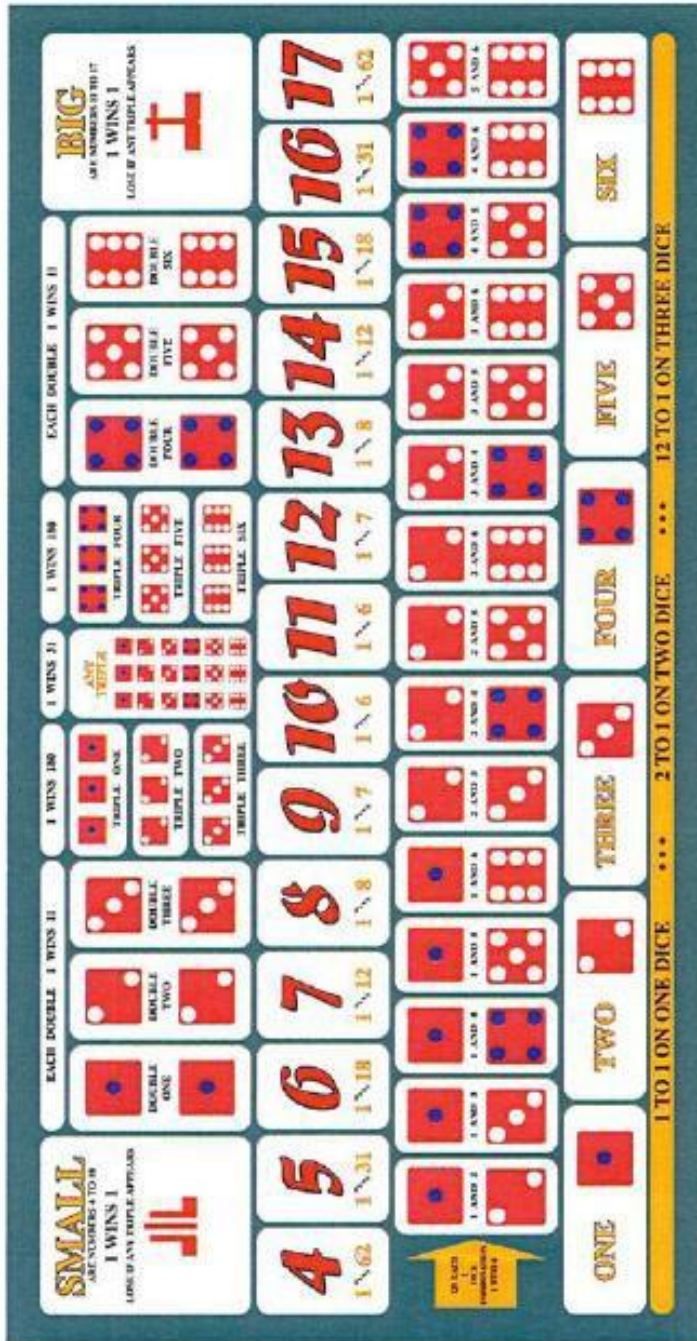 SMALL
ARE NUMBERS 4 TO 10
1 WINS 1
LOSE IF ANY TRIPLE APPEARS
小
EACH DOUBLE 1 WINS 11
DOUBLE
ONE
DOUBLE
TWO
DOUBLE
THREE
1 WINS 180
TRIPLE ONE
TRIPLE TWO
TRIPLE THREE
1 WINS 31
ANY
TRIPLE
1 WINS 180
TRIPLE FOUR
TRIPLE FIVE
TRIPLE SIX
EACH DOUBLE 1 WINS 11
DOUBLE
FOUR
DOUBLE
FIVE
DOUBLE
SIX
BIG
ARE NUMBERS 11 TO 17
1 WINS 1
LOSE IF ANY TRIPLE APPEARS
大
4
1 WINS 62
5
1 WINS 31
6
1 WINS 18
7
1 WINS 12
8
1 WINS 8
9
1 WINS 7
10
1 WINS 6
11
1 WINS 6
12
1 WINS 7
13
1 WINS 8
14
1 WINS 12
15
1 WINS 18
16
1 WINS 31
17
1 WINS 62
DICE
COMBINATION
1 AND 2
1 AND 3
1 AND 4
1 AND 5
1 AND 6
2 AND 3
2 AND 4
2 AND 5
2 AND 6
3 AND 4
3 AND 5
3 AND 6
4 AND 5
4 AND 6
5 AND 6
ONE
TWO
THREE
FOUR
FIVE
SIX
1 TO 1 ON ONE DICE ••• 2 TO 1 ON TWO DICE ••• 12 TO 1 ON THREE DICE